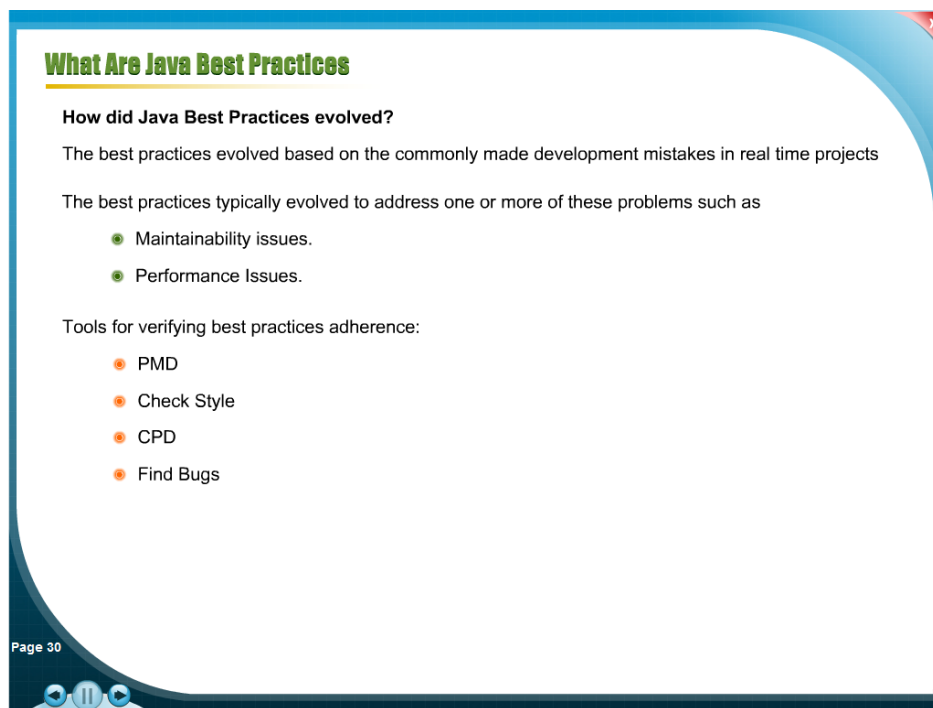 What Are Java Best Practices
How did Java Best Practices evolved?
The best practices evolved based on the commonly made development mistakes in real time projects
The best practices typically evolved to address one or more of these problems such as
Maintainability issues.
Performance Issues.
Tools for verifying best practices adherence:
PMD
Check Style
CPD
Find Bugs
Page 30